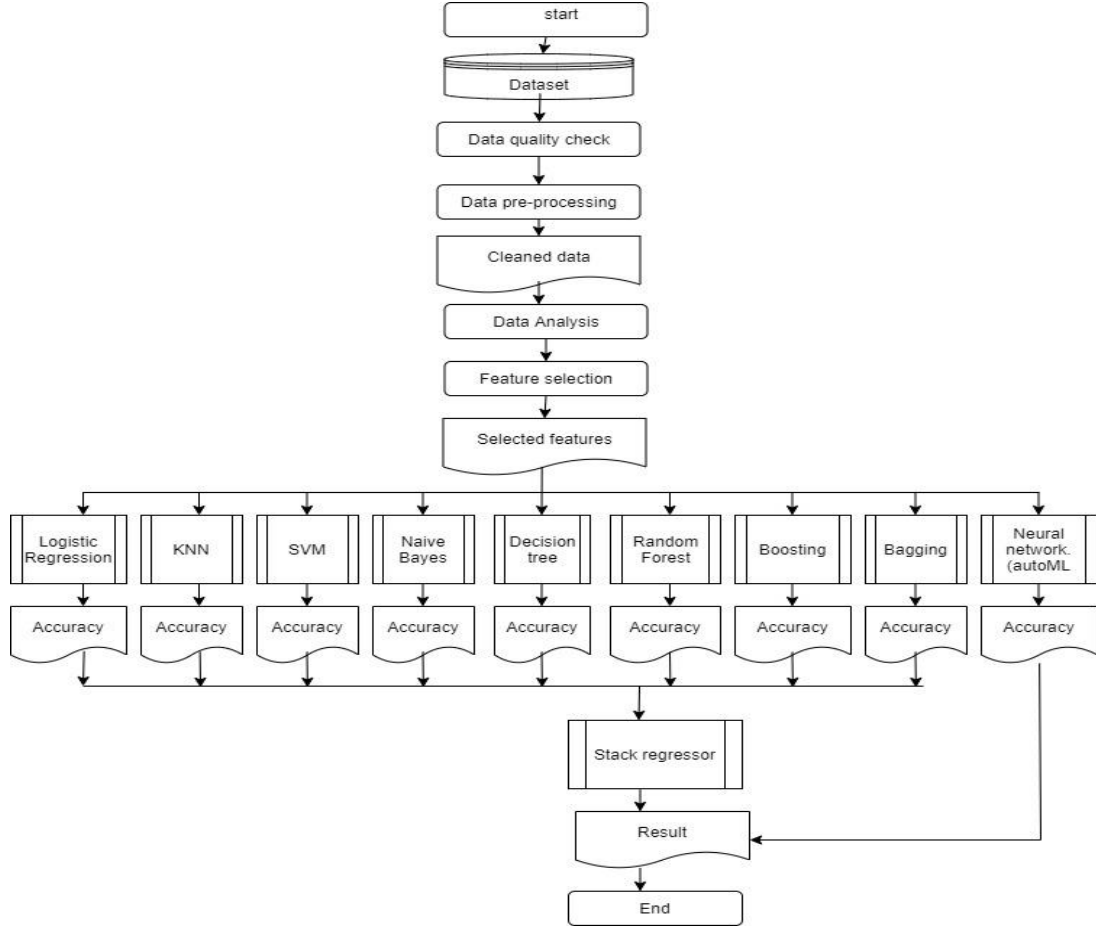 start
Dataset
Data quality check
Data pre-processing
Cleaned data
Data Analysis
Feature selection
Selected features
Logistic
Regression
KNN
SVM
Naive
Bayes
Decision
tree
Random
Forest
Boosting
Bagging
Neural
network.
(autoML
Accuracy
Accuracy
Accuracy
Accuracy
Accuracy
Accuracy
Accuracy
Accuracy
Accuracy
Stack regressor
Result
End